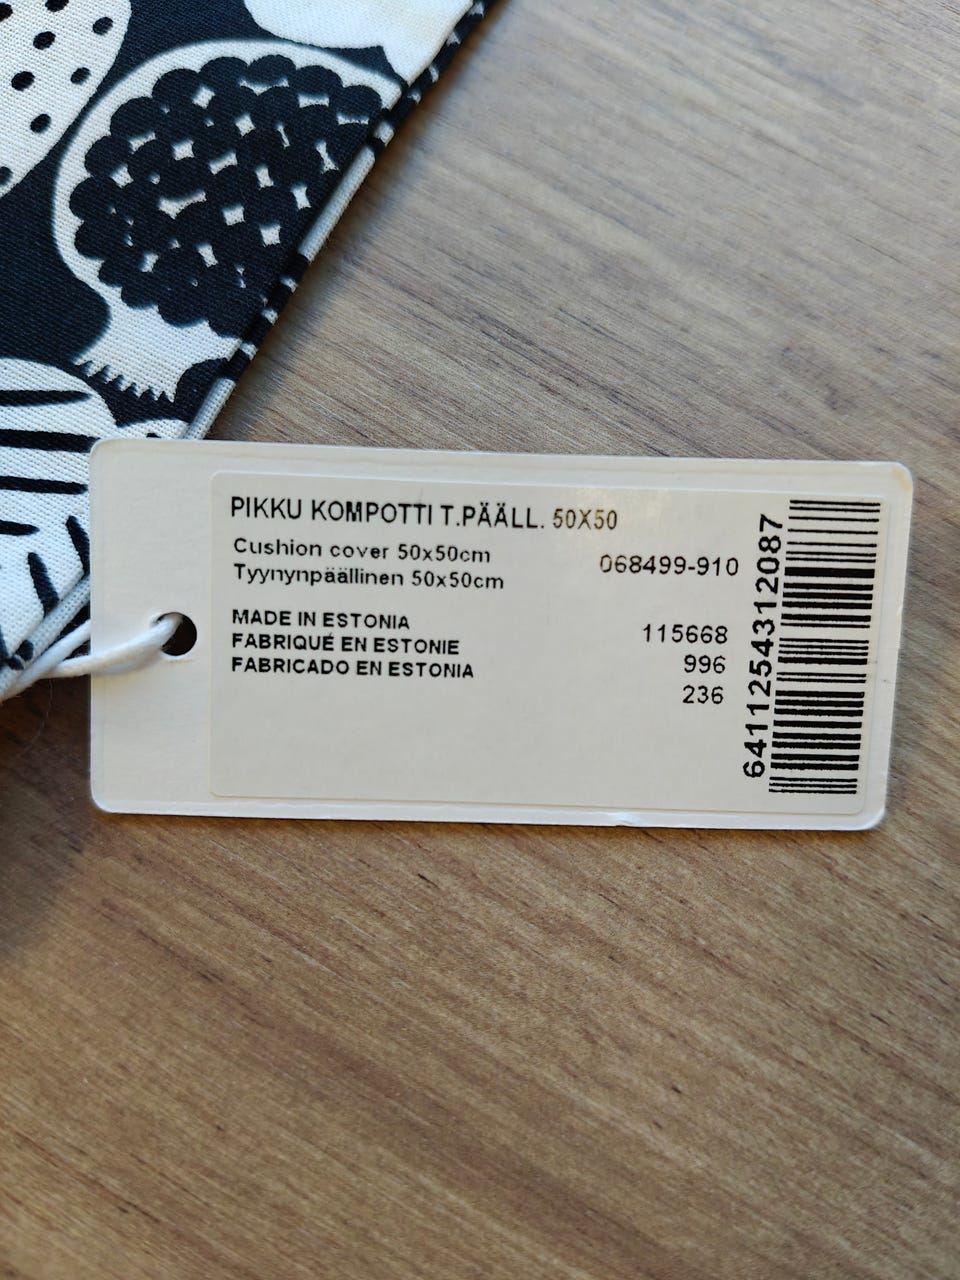 PIKKU KOMPOTTI T.PÄÄLL. 50X50
Cushion cover 50x50cm
Tyynynpäällinen 50x50cm
068499-910
MADE IN ESTONIA
FABRIQUÉ EN ESTONIE
FABRICADO EN ESTONIA
115668
996
236
6411254312087